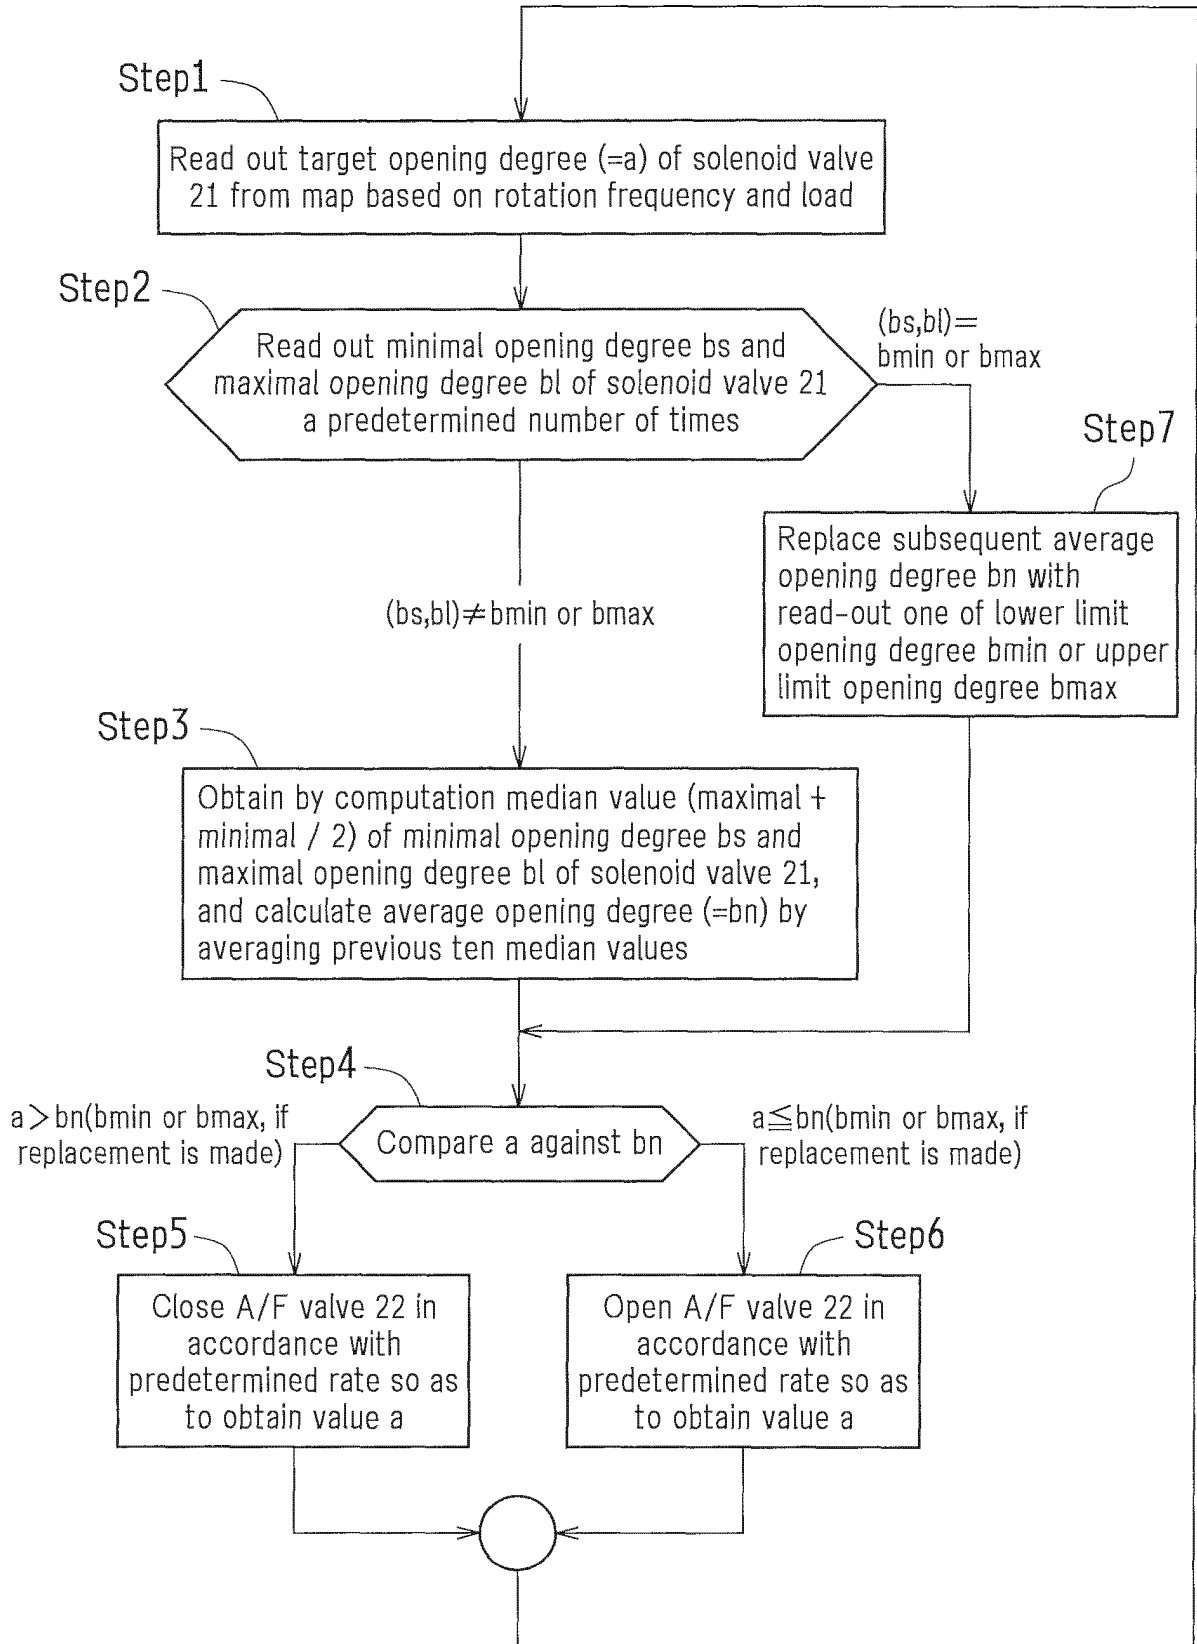 Step1
Read out target opening degree (=a) of solenoid valve
21 from map based on rotation frequency and load
Step2
Read out minimal opening degree bs and
maximal opening degree bl of solenoid valve 21
a predetermined number of times
(bs,bl)=
bmin or bmax
Step7
Replace subsequent average
opening degree bn with
read-out one of lower limit
opening degree bmin or upper
limit opening degree bmax
(bs,bl)≠bmin or bmax
Step3
Obtain by computation median value (maximal +
minimal / 2) of minimal opening degree bs and
maximal opening degree bl of solenoid valve 21,
and calculate average opening degree (=bn) by
averaging previous ten median values
Step4
Compare a against bn
a>bn(bmin or bmax, if
replacement is made)
a≦bn(bmin or bmax, if
replacement is made)
Step5
Close A/F valve 22 in
accordance with
predetermined rate so as
to obtain value a
Step6
Open A/F valve 22 in
accordance with
predetermined rate so as
to obtain value a